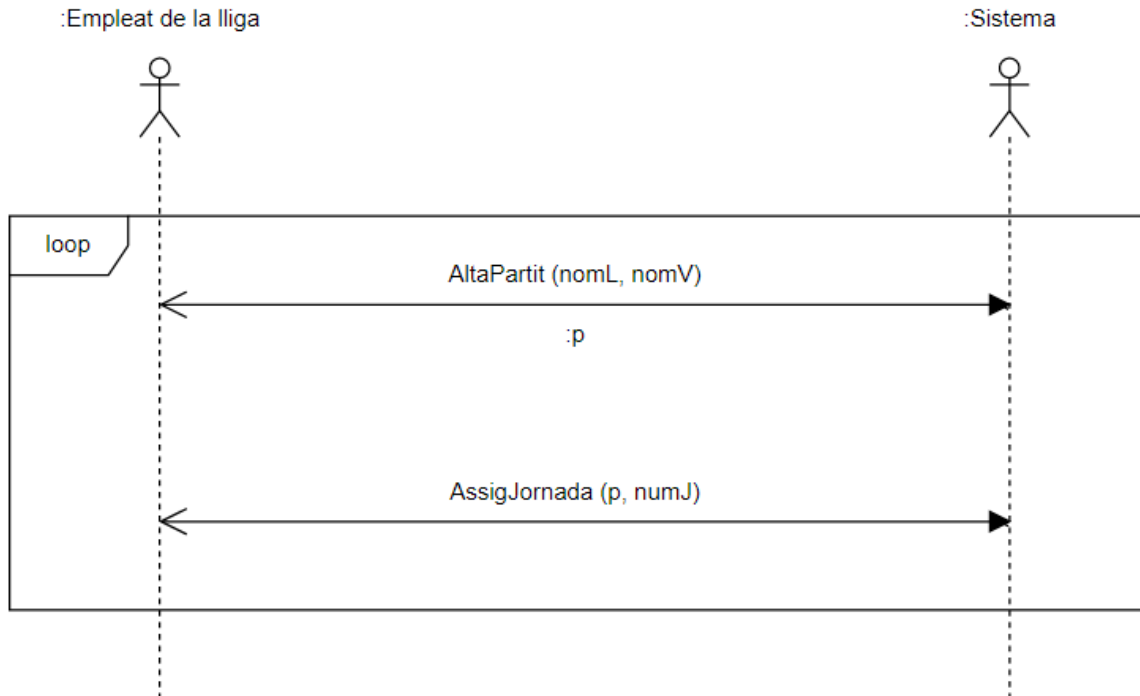 :Empleat de la lliga
:Sistema
loop
AltaPartit (nomL, nomV)
:p
AssigJornada (p, numJ)